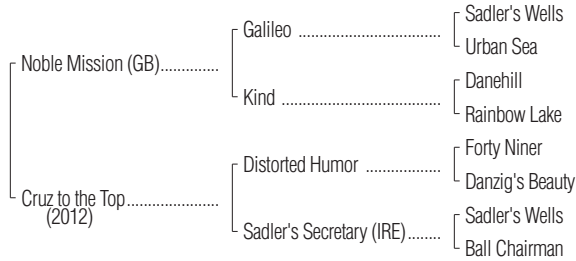 Sadler's Wells
Galileo ....................................
Urban Sea
Noble Mission (GB)..............
Danehill
Kind .........................................
Rainbow Lake
Forty Niner
Distorted Humor ...................
Danzig's Beauty
Cruz to the Top.......................
(2012)
Sadler's Wells
Sadler's Secretary (IRE)........
Ball Chairman